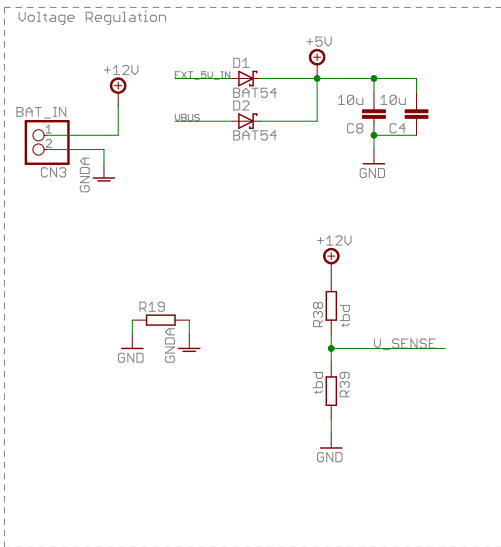 Voltage Regulation
+12V
BAT_IN
1
2
CN3
GNDA
EXT_5V_IN
D1
BAT54
VBUS
D2
BAT54
+5V
10u
C8
10u
C4
GND
R19
GND
GNDA
+12V
R38
tbd
V_SENSE
tbd
R39
GND